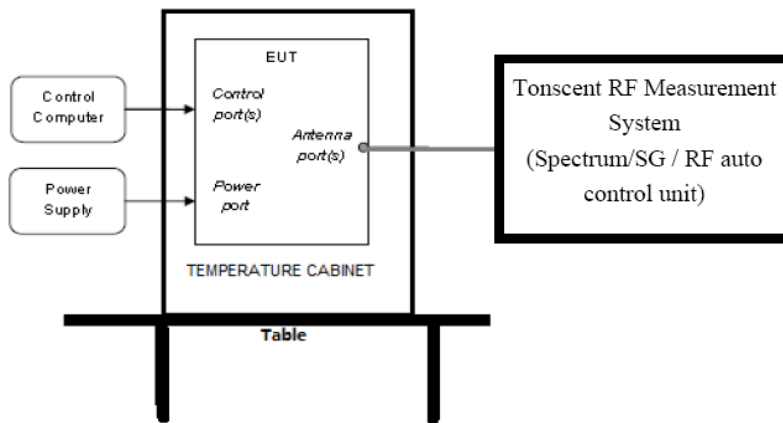 EUT
Control
Computer
Control
port(s)
Antenna
port(s)
Power
Supply
Power
port
TEMPERATURE CABINET
Table
Tonscent RF Measurement
System
(Spectrum/SG / RF auto
control unit)